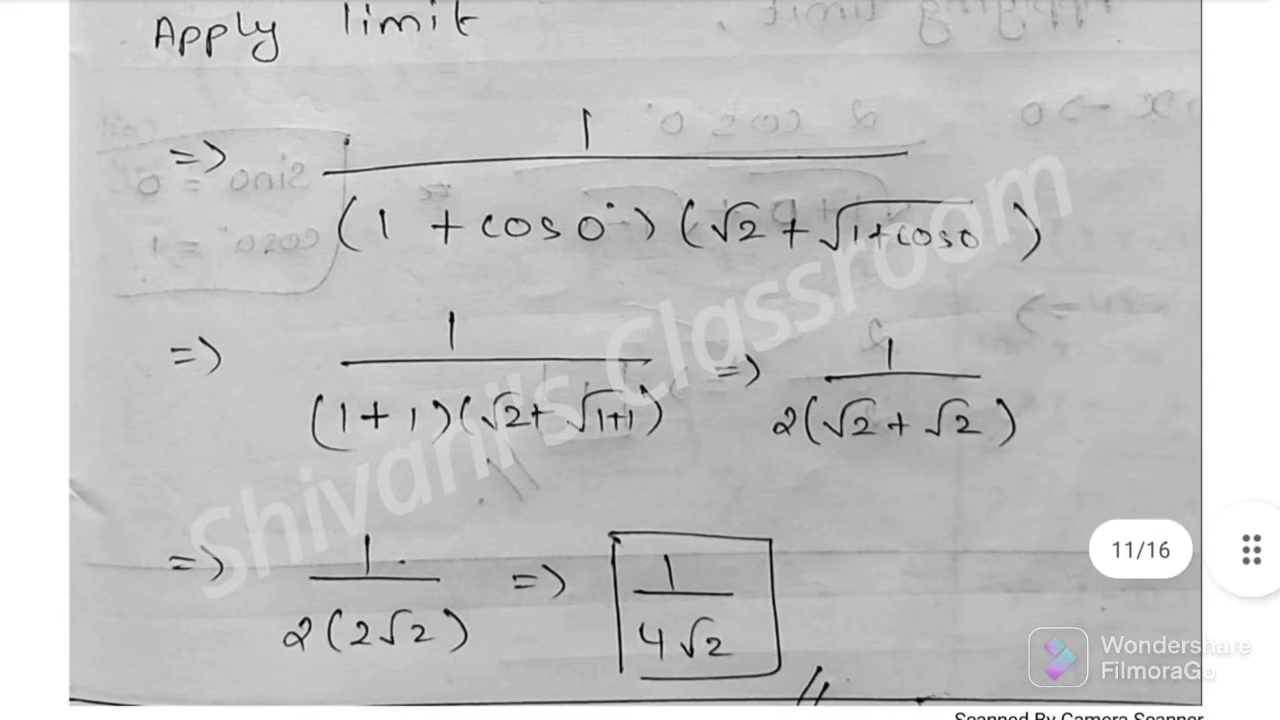 Apply limit
=> 1 / (1 + cos 0°) (√2 + √1+cos0)
=> 1 / (1 + 1) (√2 + √1+1) => 1 / 2(√2 + √2)
=> 1 / 2(2√2) => 1 / 4√2
Shivani's Classroom
11/16
Wondershare
FilmoraGo
Scanned By Camera Scanner